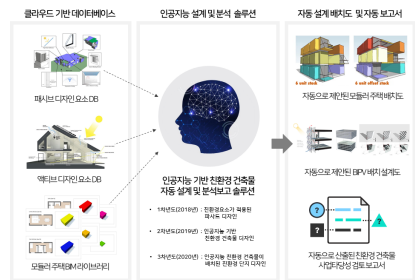 클라우드 기반 데이터베이스
인공지능 설계 및 분석 솔루션
자동 설계 배치도 및 자동 보고서
패시브 디자인 요소 DB
액티브 디자인 요소 DB
모듈러 주택BIM 라이브러리
인공지능 기반 친환경 건축물
자동 설계 및 분석보고 솔루션
• 1차년도(2018년) : 친환경요소가 적용된
파사드 디자인
• 2차년도(2019년) : 인공지능 기반
친환경 건축물 디자인
• 3차년도(2020년) : 인공지능 친환경 건축물이
배치된 친환경 단지 디자인
6 unit stack
6 unit offset stack
자동으로 제안된 모듈러 주택 배치도
자동으로 제안된 BIPV 배치 설계도
?
?
자동으로 산출된 친환경 건축물
사업타당성 검토 보고서